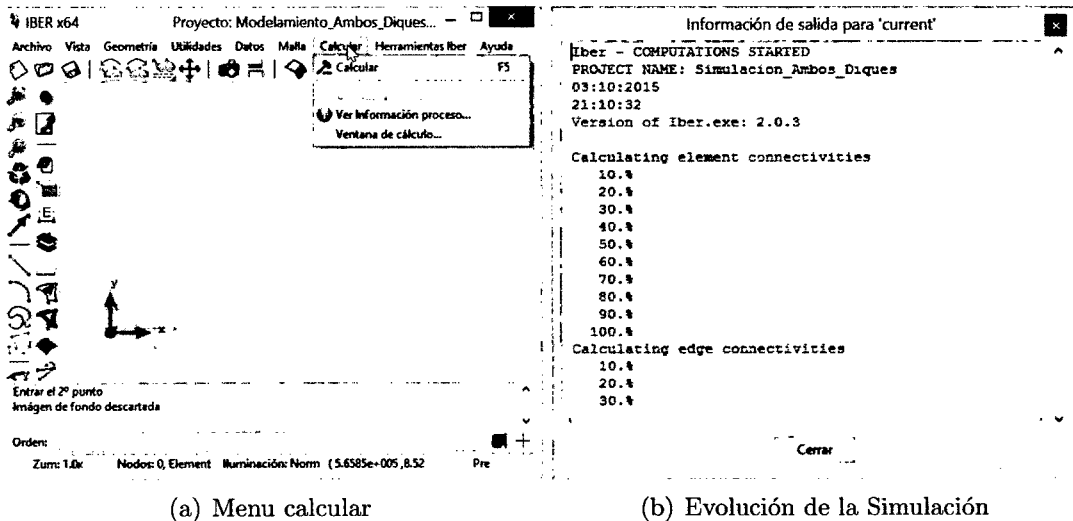 IBER x64 Proyecto: Modelamiento_Ambos_Diques...
Archivo Vista Geometría Utilidades Datos Malla Calcular Herramientas Iber Ayuda
Calcular F5
Ver información proceso...
Ventana de cálculo...
y
x
Entrar el 2º punto
Imágen de fondo descartada
Orden:
Zum: 1.0x Nodos: 0, Element Iluminación: Norm ( 5.6585e+005 ,8.52 Pre
(a) Menu calcular
Información de salida para 'current'
Iber - COMPUTATIONS STARTED
PROJECT NAME: Simulacion_Ambos_Diques
03:10:2015
21:10:32
Version of Iber.exe: 2.0.3
Calculating element connectivities
10.%
20.%
30.%
40.%
50.%
60.%
70.%
80.%
90.%
100.%
Calculating edge connectivities
10.%
20.%
30.%
Cerrar
(b) Evolución de la Simulación